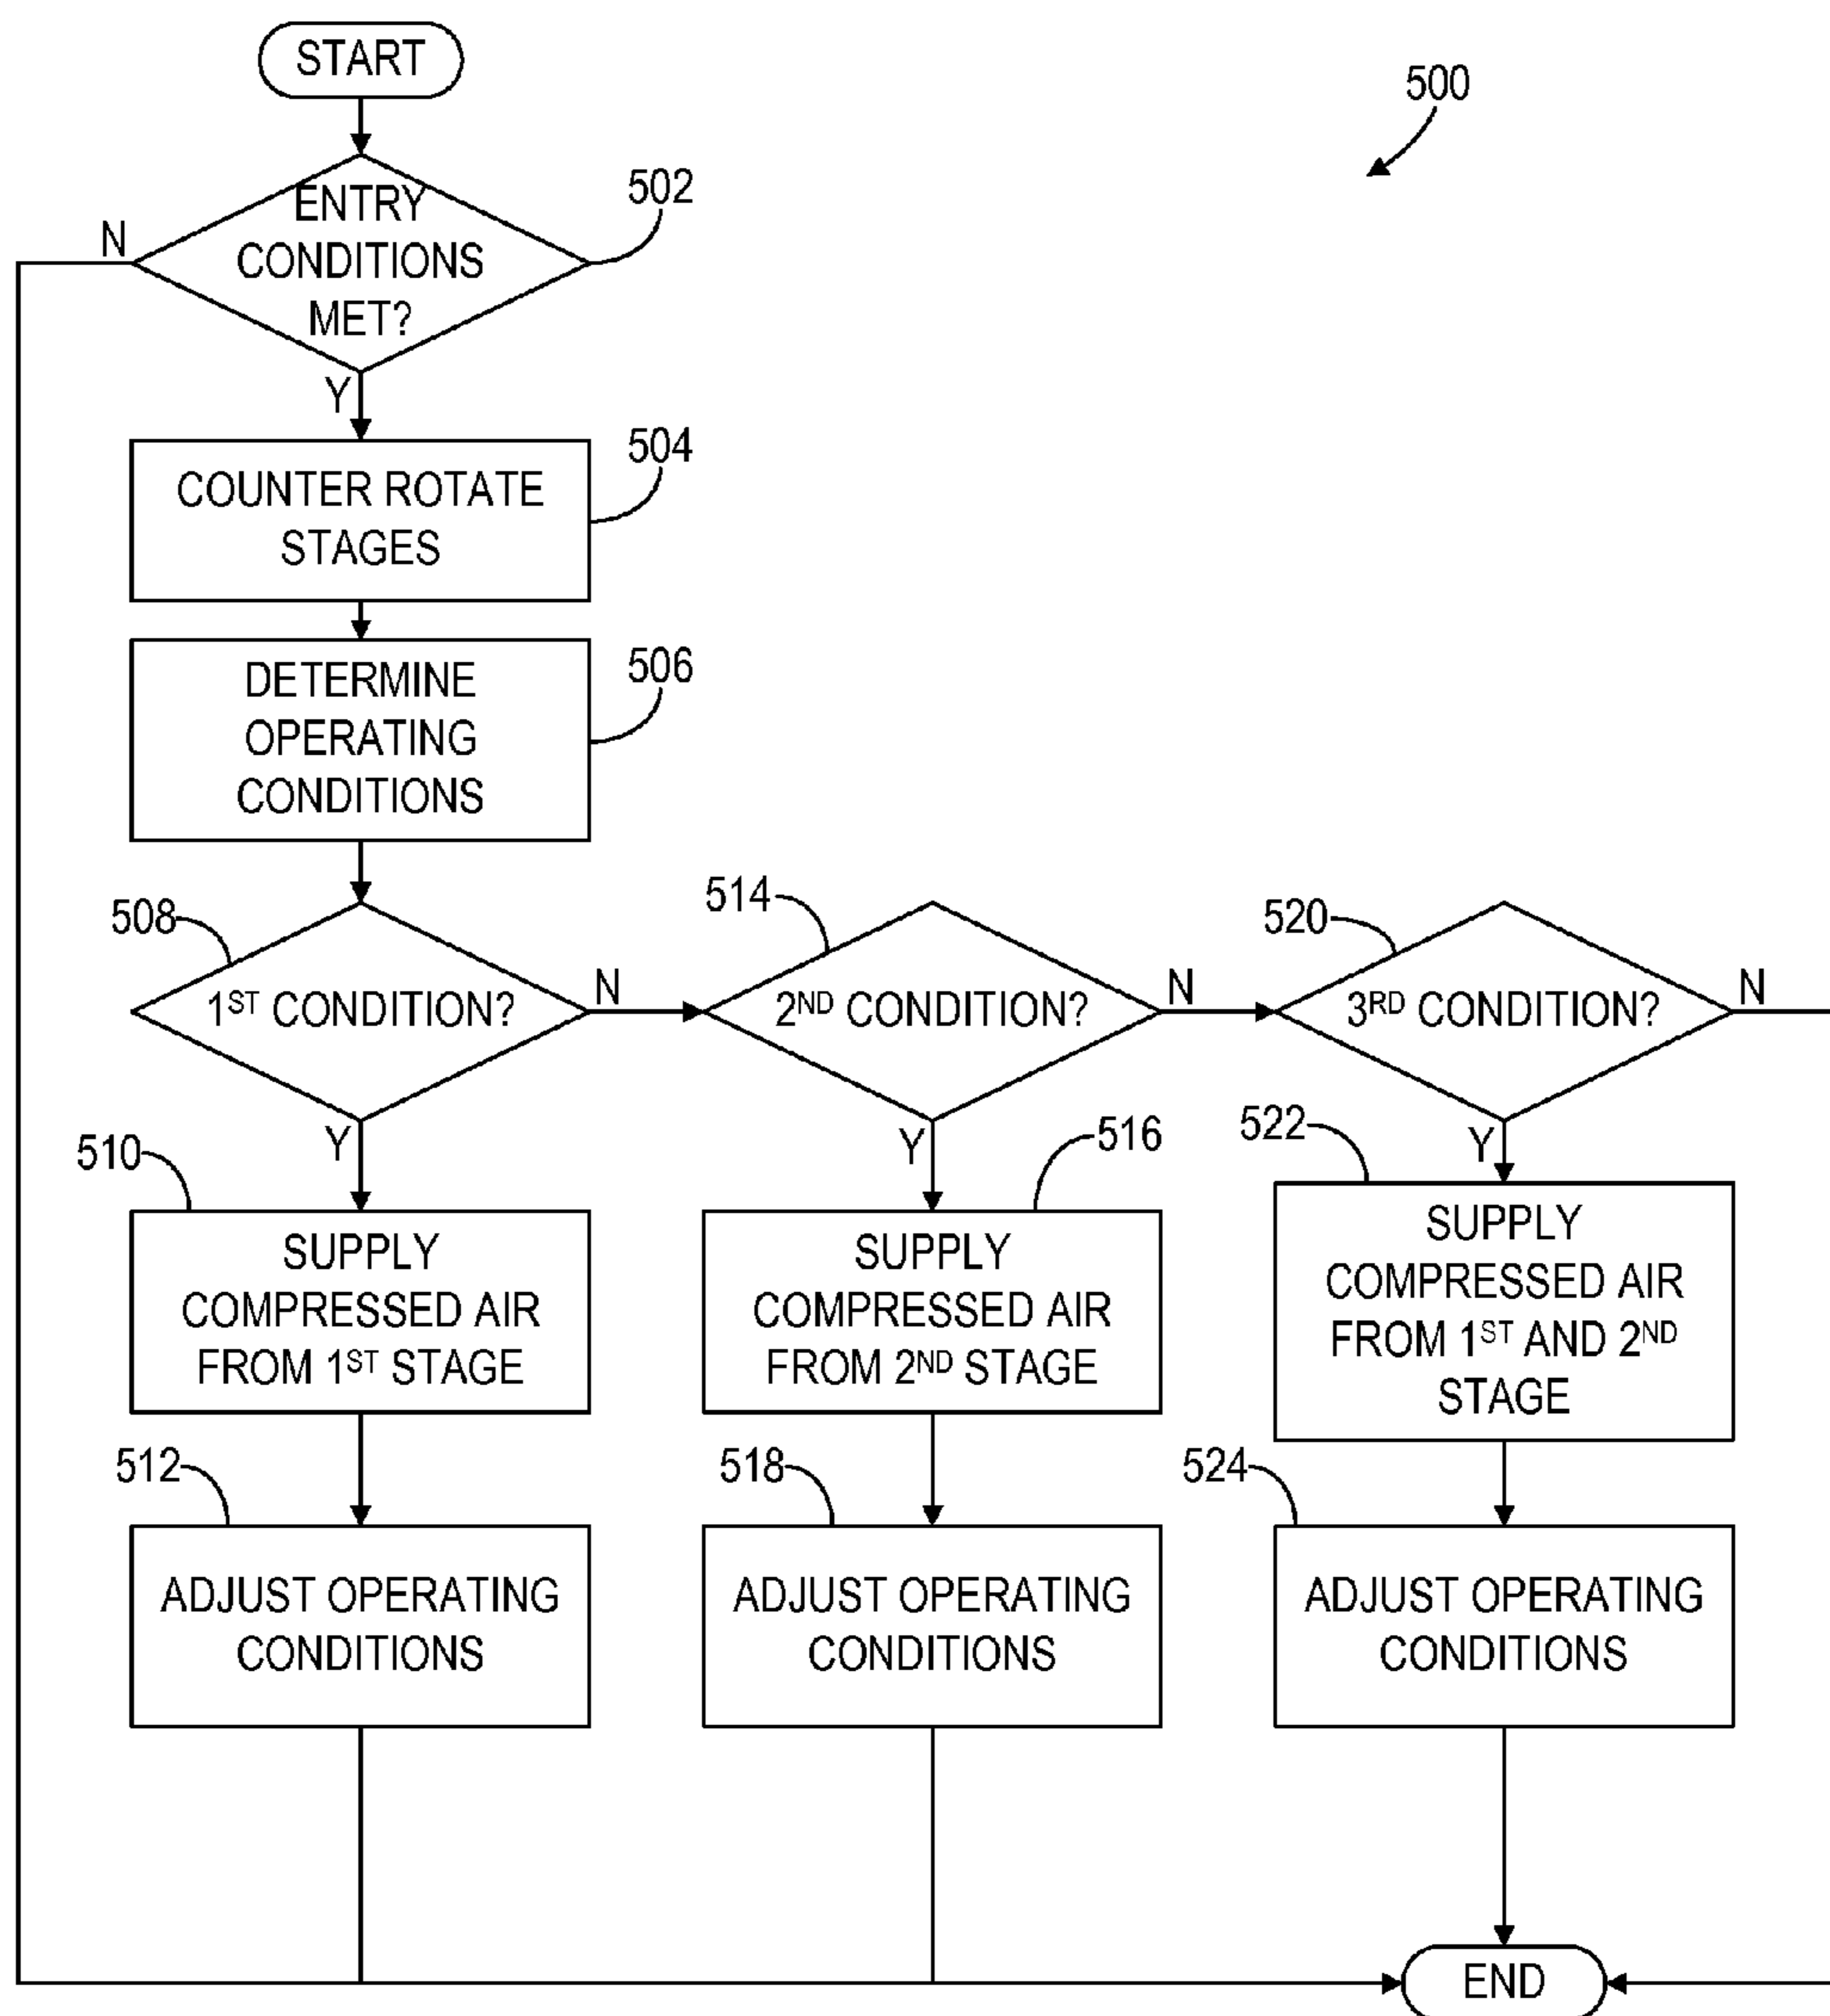 START
500
ENTRY
CONDITIONS
MET?
502
N
Y
COUNTER ROTATE
STAGES
504
DETERMINE
OPERATING
CONDITIONS
506
508
1ST CONDITION?
N
Y
514
2ND CONDITION?
N
Y
520
3RD CONDITION?
N
Y
510
SUPPLY
COMPRESSED AIR
FROM 1ST STAGE
516
SUPPLY
COMPRESSED AIR
FROM 2ND STAGE
522
SUPPLY
COMPRESSED AIR
FROM 1ST AND 2ND
STAGE
512
ADJUST OPERATING
CONDITIONS
518
ADJUST OPERATING
CONDITIONS
524
ADJUST OPERATING
CONDITIONS
END